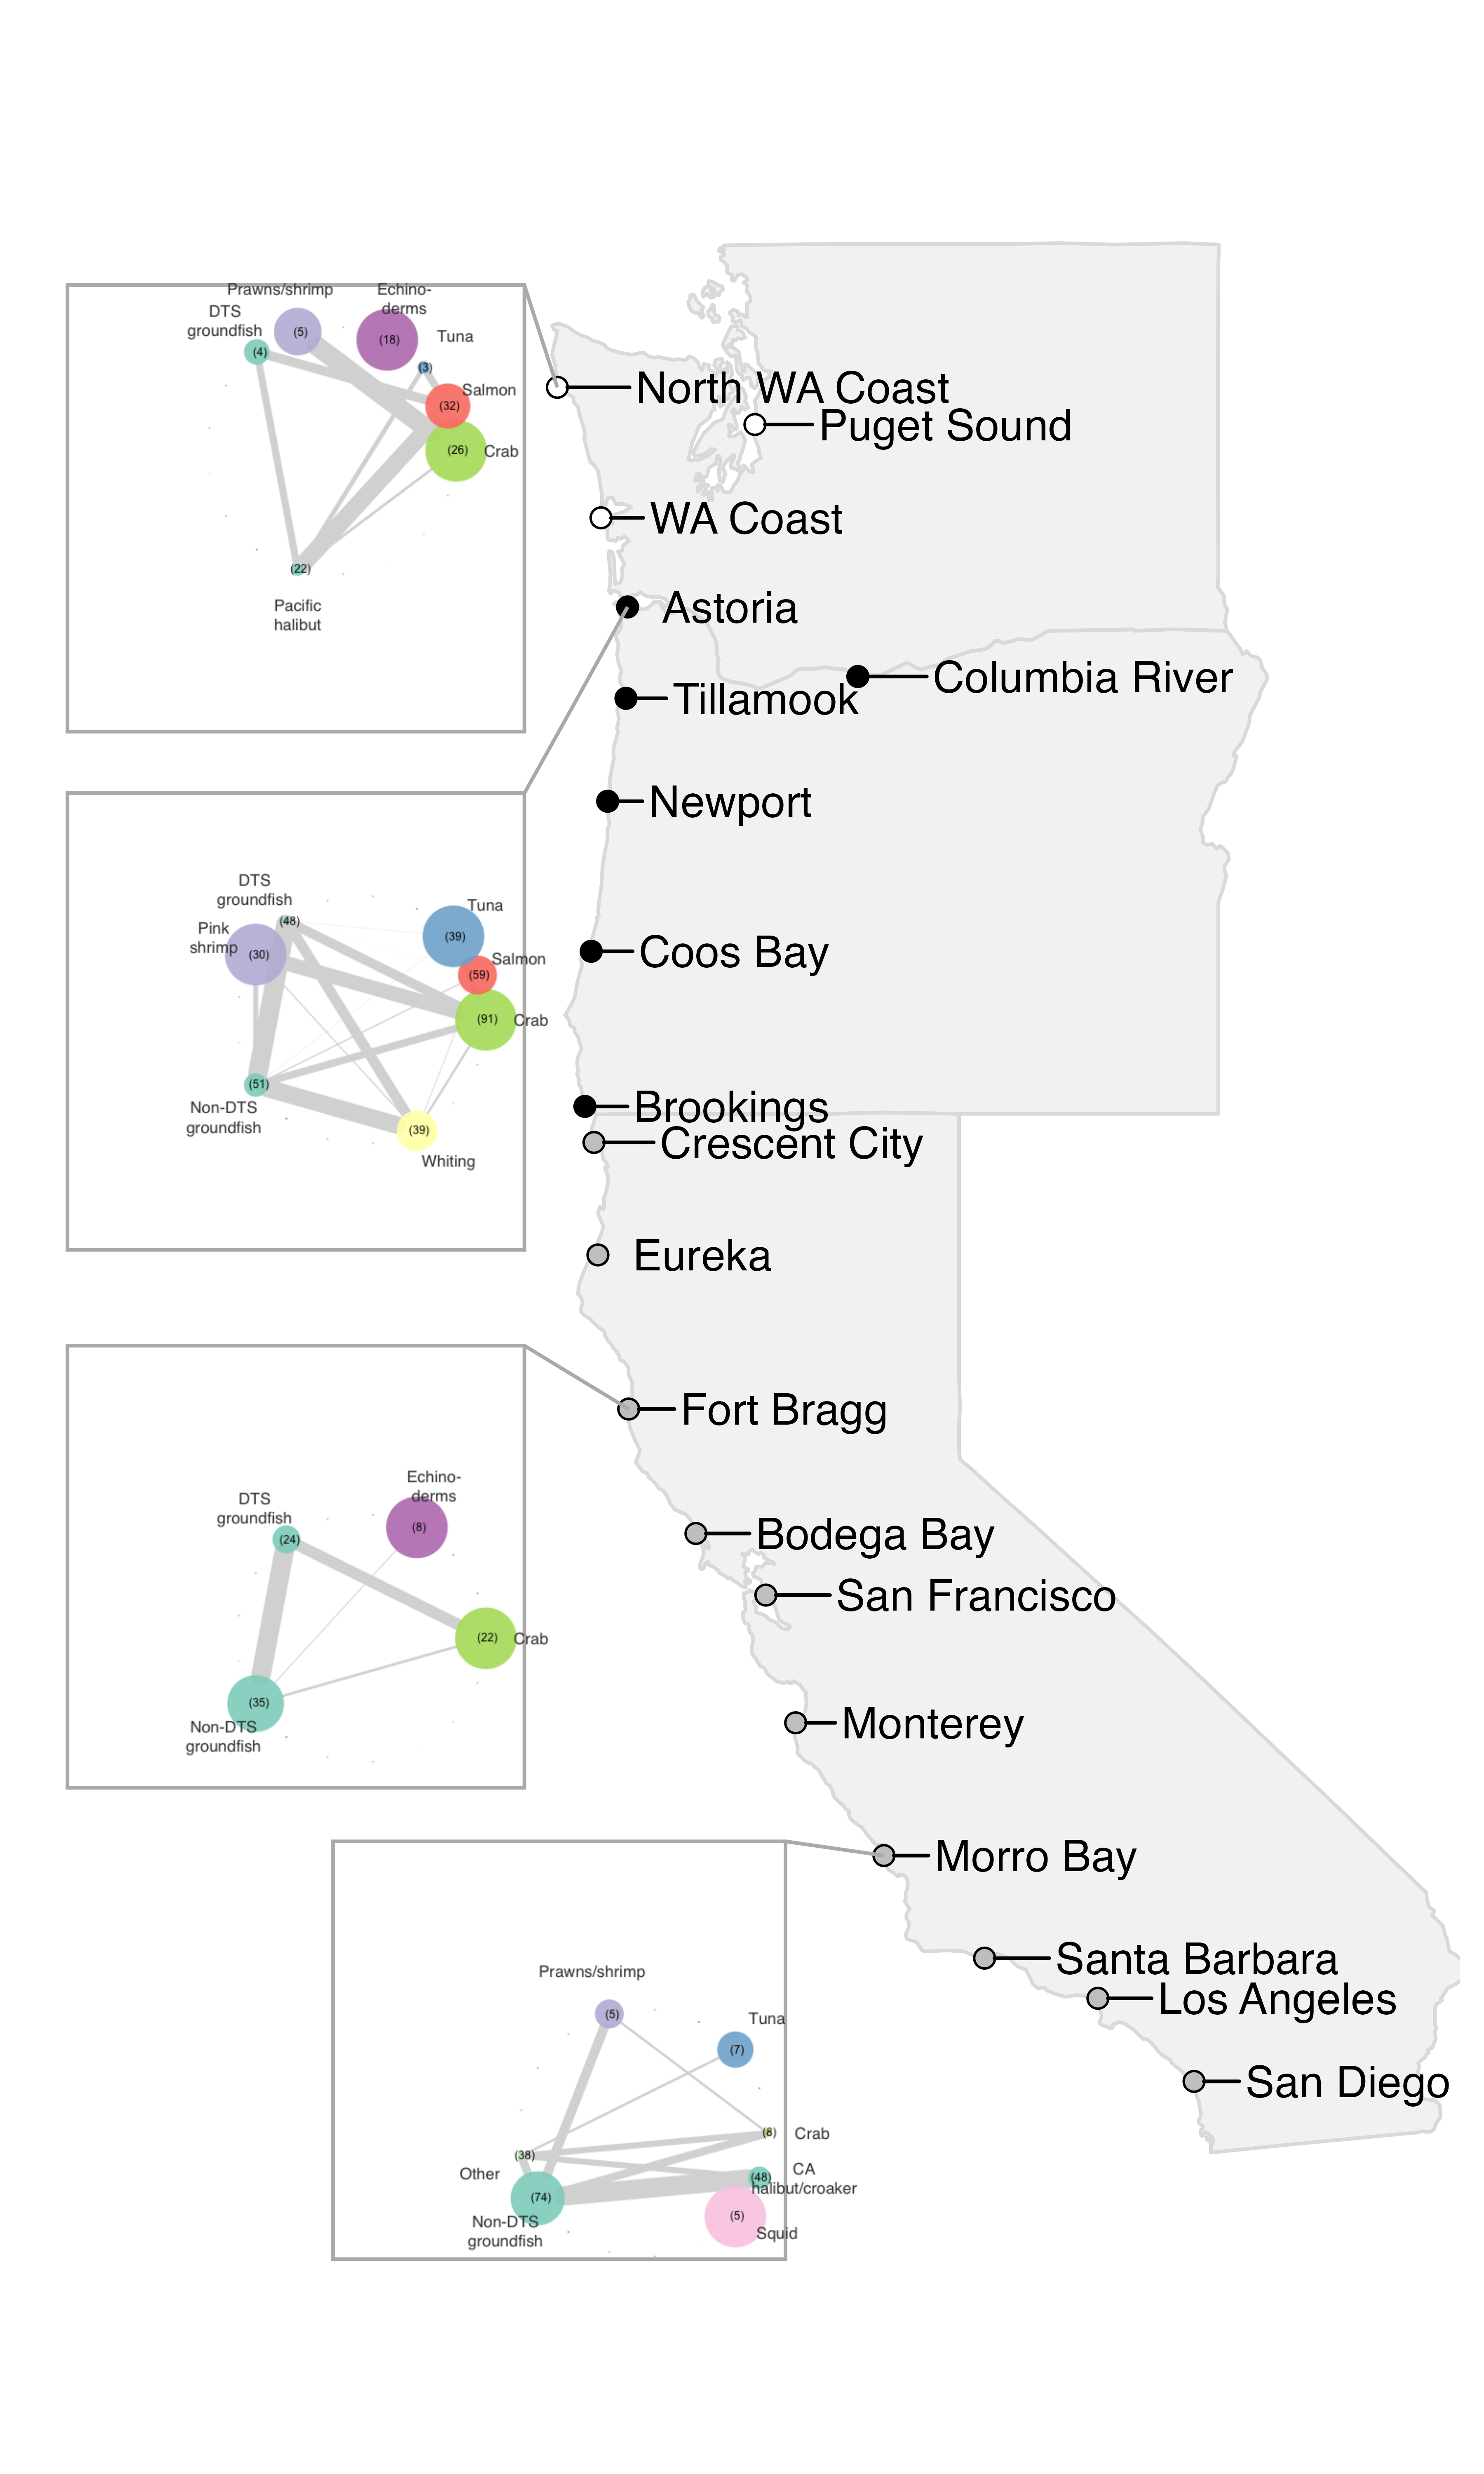 Prawns/shrimp
Echino-
derms
DTS
groundfish
Tuna
(5)
(18)
(4)
(3)
Salmon
(32)
Crab
(26)
(22)
Pacific
halibut
North WA Coast
Puget Sound
WA Coast
Astoria
Columbia River
Tillamook
Newport
DTS
groundfish
Tuna
(48)
Pink
shrimp
(39)
(30)
Salmon
(59)
(91)
Crab
(51)
Non-DTS
groundfish
(39)
Whiting
Coos Bay
Brookings
Crescent City
Eureka
Fort Bragg
Echino-
derms
DTS
groundfish
(8)
(24)
(22)
Crab
(35)
Non-DTS
groundfish
Bodega Bay
San Francisco
Monterey
Morro Bay
Prawns/shrimp
(5)
Tuna
(7)
(8)
Crab
(38)
Other
CA
halibut/croaker
(48)
(74)
(5)
Squid
Non-DTS
groundfish
Santa Barbara
Los Angeles
San Diego